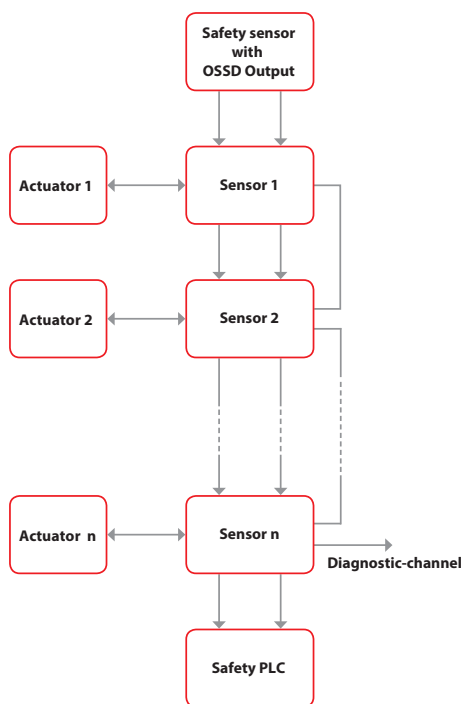 Safety sensor
with
OSSD Output
Actuator 1
Sensor 1
Actuator 2
Sensor 2
Actuator n
Sensor n
Diagnostic-channel
Safety PLC